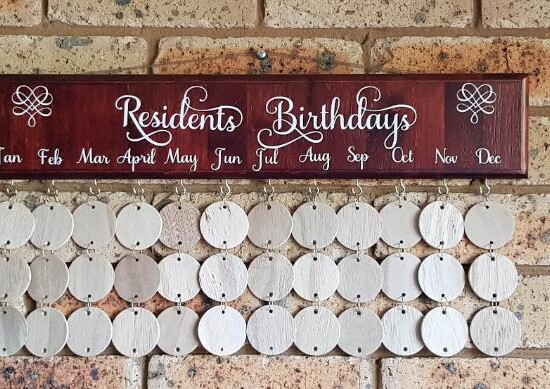 Residents Birthdays
Jan Feb Mar April May Jun Jul Aug Sep Oct Nov Dec